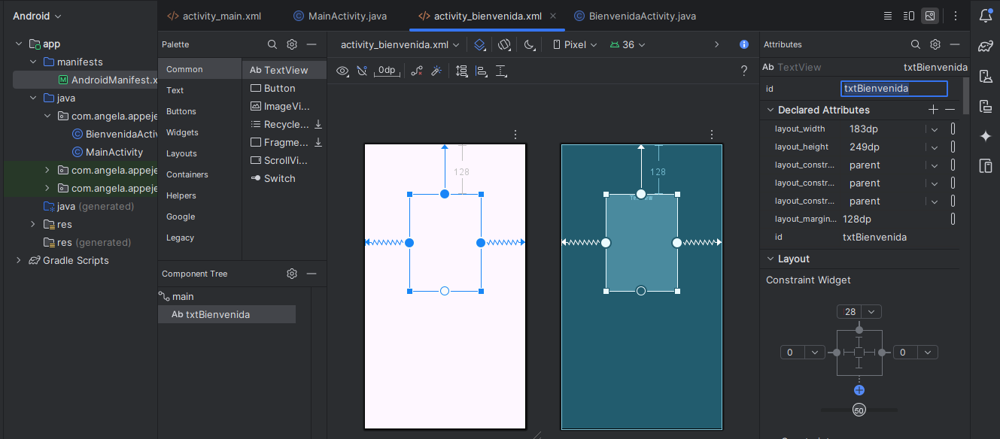 Android
activity_main.xml
MainActivity.java
activity_bienvenida.xml
BienvenidaActivity.java
app
manifests
AndroidManifest.x
java
com.angela.appeje
BienvenidaActiv
MainActivity
com.angela.appeje
com.angela.appeje
java (generated)
res
res (generated)
Gradle Scripts
Palette
Common
Text
Buttons
Widgets
Layouts
Containers
Helpers
Google
Legacy
Ab TextView
Button
ImageVi...
Recycle...
Fragme...
ScrollVi...
Switch
Component Tree
main
Ab txtBienvenida
activity_bienvenida.xml
Pixel
36
0dp
?
128
128
Attributes
Ab TextView txtBienvenida
id txtBienvenida
Declared Attributes
layout_width 183dp
layout_height 249dp
layout_constr... parent
layout_constr... parent
layout_constr... parent
layout_margin... 128dp
id txtBienvenida
Layout
Constraint Widget
28
0
0
50